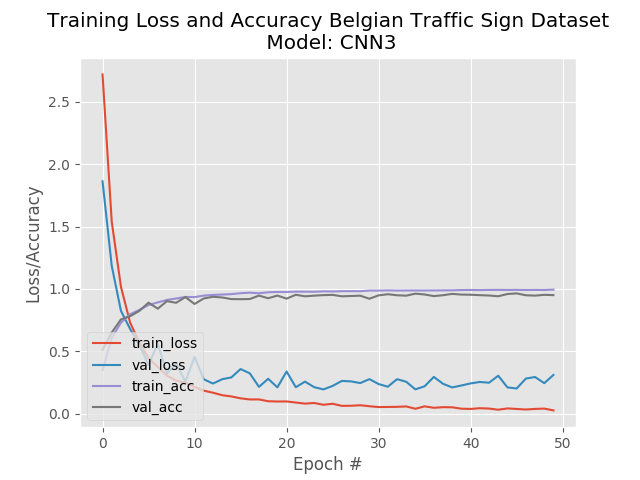 Training Loss and Accuracy Belgian Traffic Sign Dataset
Model: CNN3
2.5
2.0
1.5
1.0
0.5
0.0
Loss/Accuracy
train_loss
val_loss
train_acc
val_acc
0
10
20
30
40
50
Epoch #